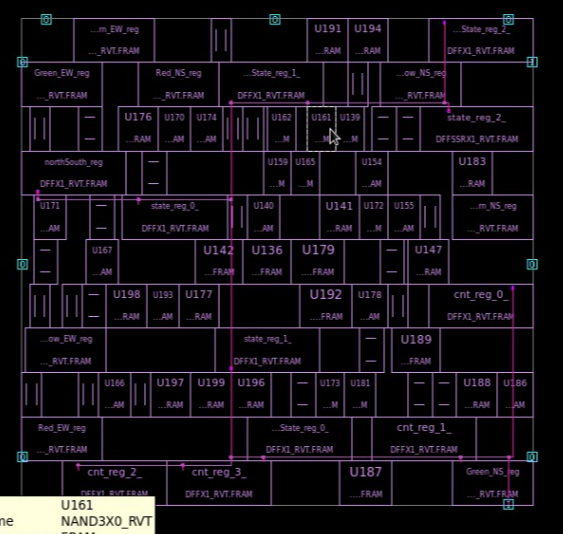 ..._m_EW_reg U191 U194 ...State_reg_2_
..._RVT.FRAM ...RAM ...FRAM DFFX1_RVT.FRAM
Green_EW_reg Red_NS_reg ...State_reg_1_ ...ow_NS_reg
..._RVT.FRAM ..._RVT.FRAM DFFX1_RVT.FRAM ..._RVT.FRAM
U176 U170 U174 U162 U161 U139 state_reg_2_
...RAM ...AM ...AM ...M ...M ...M DFFSSRX1_RVT.FRAM
northSouth_reg U159 U165 U154 U183
DFFX1_RVT.FRAM ...M ...M ...AM ...RAM
U171 state_reg_0_ U140 U141 U172 U155 ...m_NS_reg
...AM DFFX1_RVT.FRAM ...AM ...RAM ...M ...AM ..._RVT.FRAM
U167 U142 U136 U179 U147
...AM ...FRAM ...FRAM ....FRAM ...RAM
U198 U193 U177 U192 U178 cnt_reg_0_
...RAM ...AM ...RAM ....FRAM ...AM DFFX1_RVT.FRAM
...ow_EW_reg state_reg_1_ U189
..._RVT.FRAM DFFX1_RVT.FRAM ...FRAM
U166 U197 U199 U196 U173 U181 U188 U186
...AM ...RAM ...RAM ...RAM ...M ...M ...RAM ...AM
Red_EW_reg ...State_reg_0_ cnt_reg_1_
..._RVT.FRAM DFFX1_RVT.FRAM DFFX1_RVT.FRAM
cnt_reg_2_ cnt_reg_3_ U187 Green_NS_reg
DFFX1_RVT.FRAM DFFX1_RVT.FRAM ....FRAM ..._RVT.FRAM
U161
me NAND3X0_RVT